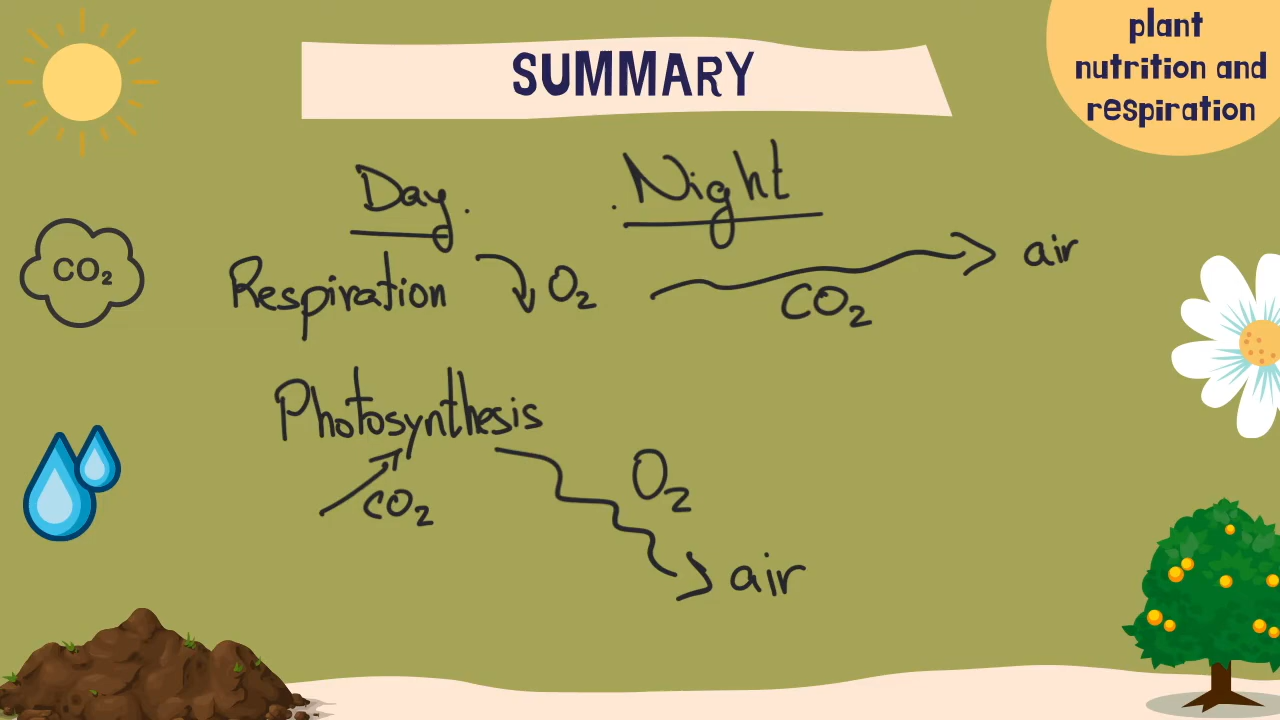 SUMMARY
plant
nutrition and
respiration
Day
Night
CO₂
Respiration O₂
CO₂
air
Photosynthesis
CO₂
O₂
air